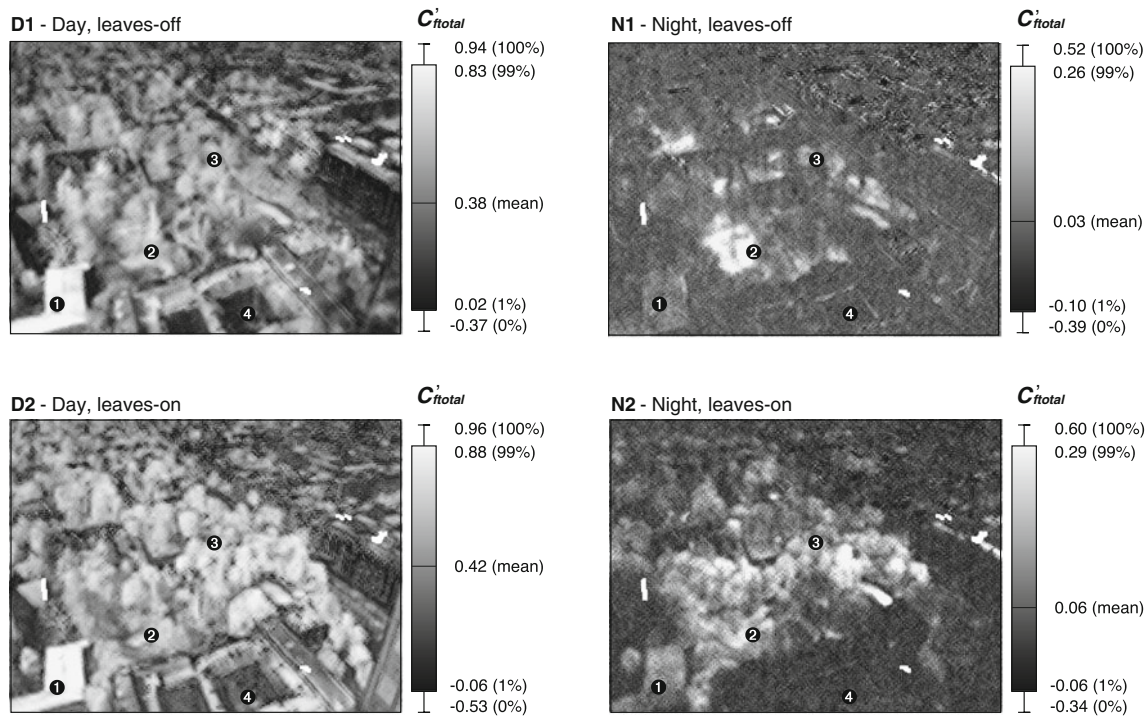 D1 - Day, leaves-off
C'ftotal
0.94 (100%)
0.83 (99%)
0.38 (mean)
0.02 (1%)
-0.37 (0%)
3
2
1
4
N1 - Night, leaves-off
C'ftotal
0.52 (100%)
0.26 (99%)
0.03 (mean)
-0.10 (1%)
-0.39 (0%)
3
2
1
4
D2 - Day, leaves-on
C'ftotal
0.96 (100%)
0.88 (99%)
0.42 (mean)
-0.06 (1%)
-0.53 (0%)
3
2
1
4
N2 - Night, leaves-on
C'ftotal
0.60 (100%)
0.29 (99%)
0.06 (mean)
-0.06 (1%)
-0.34 (0%)
3
2
1
4